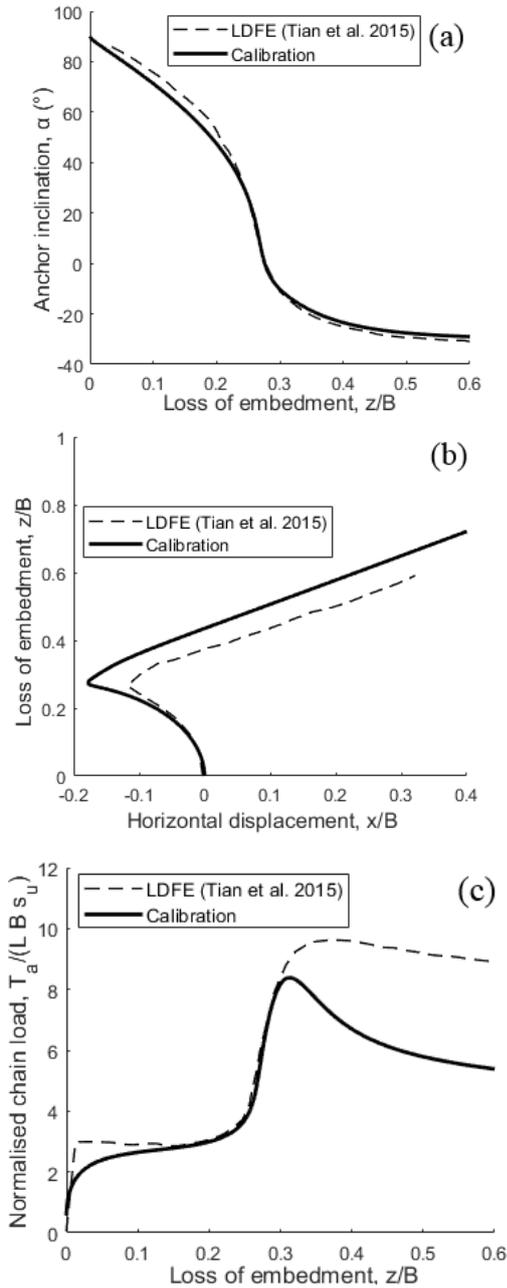 100
80
60
40
20
0
-20
-40
Anchor inclination, α (°)
LDFE (Tian et al. 2015)
Calibration
(a)
0
0.1
0.2
0.3
0.4
0.5
0.6
Loss of embedment, z/B
1
0.8
0.6
0.4
0.2
0
Loss of embedment, z/B
(b)
LDFE (Tian et al. 2015)
Calibration
-0.2
-0.1
0
0.1
0.2
0.3
0.4
Horizontal displacement, x/B
12
10
8
6
4
2
0
Normalised chain load, T_a/(L B s_u)
LDFE (Tian et al. 2015)
Calibration
(c)
0
0.1
0.2
0.3
0.4
0.5
0.6
Loss of embedment, z/B